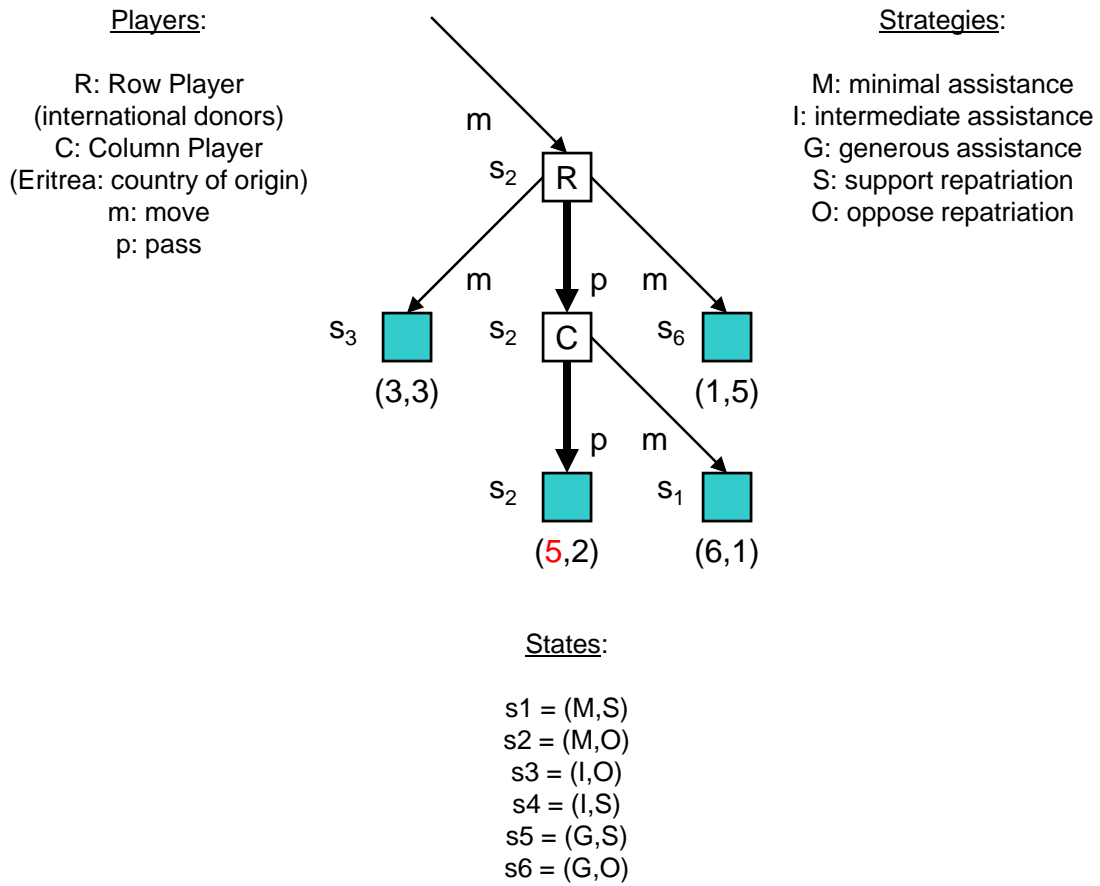 Players:
R: Row Player
(international donors)
C: Column Player
(Eritrea: country of origin)
m: move
p: pass
Strategies:
M: minimal assistance
I: intermediate assistance
G: generous assistance
S: support repatriation
O: oppose repatriation
m
s2 R
m p m
s3 s2 C s6
(3,3) (1,5)
p m
s2 s1
(5,2) (6,1)
States:
s1 = (M,S)
s2 = (M,O)
s3 = (I,O)
s4 = (I,S)
s5 = (G,S)
s6 = (G,O)